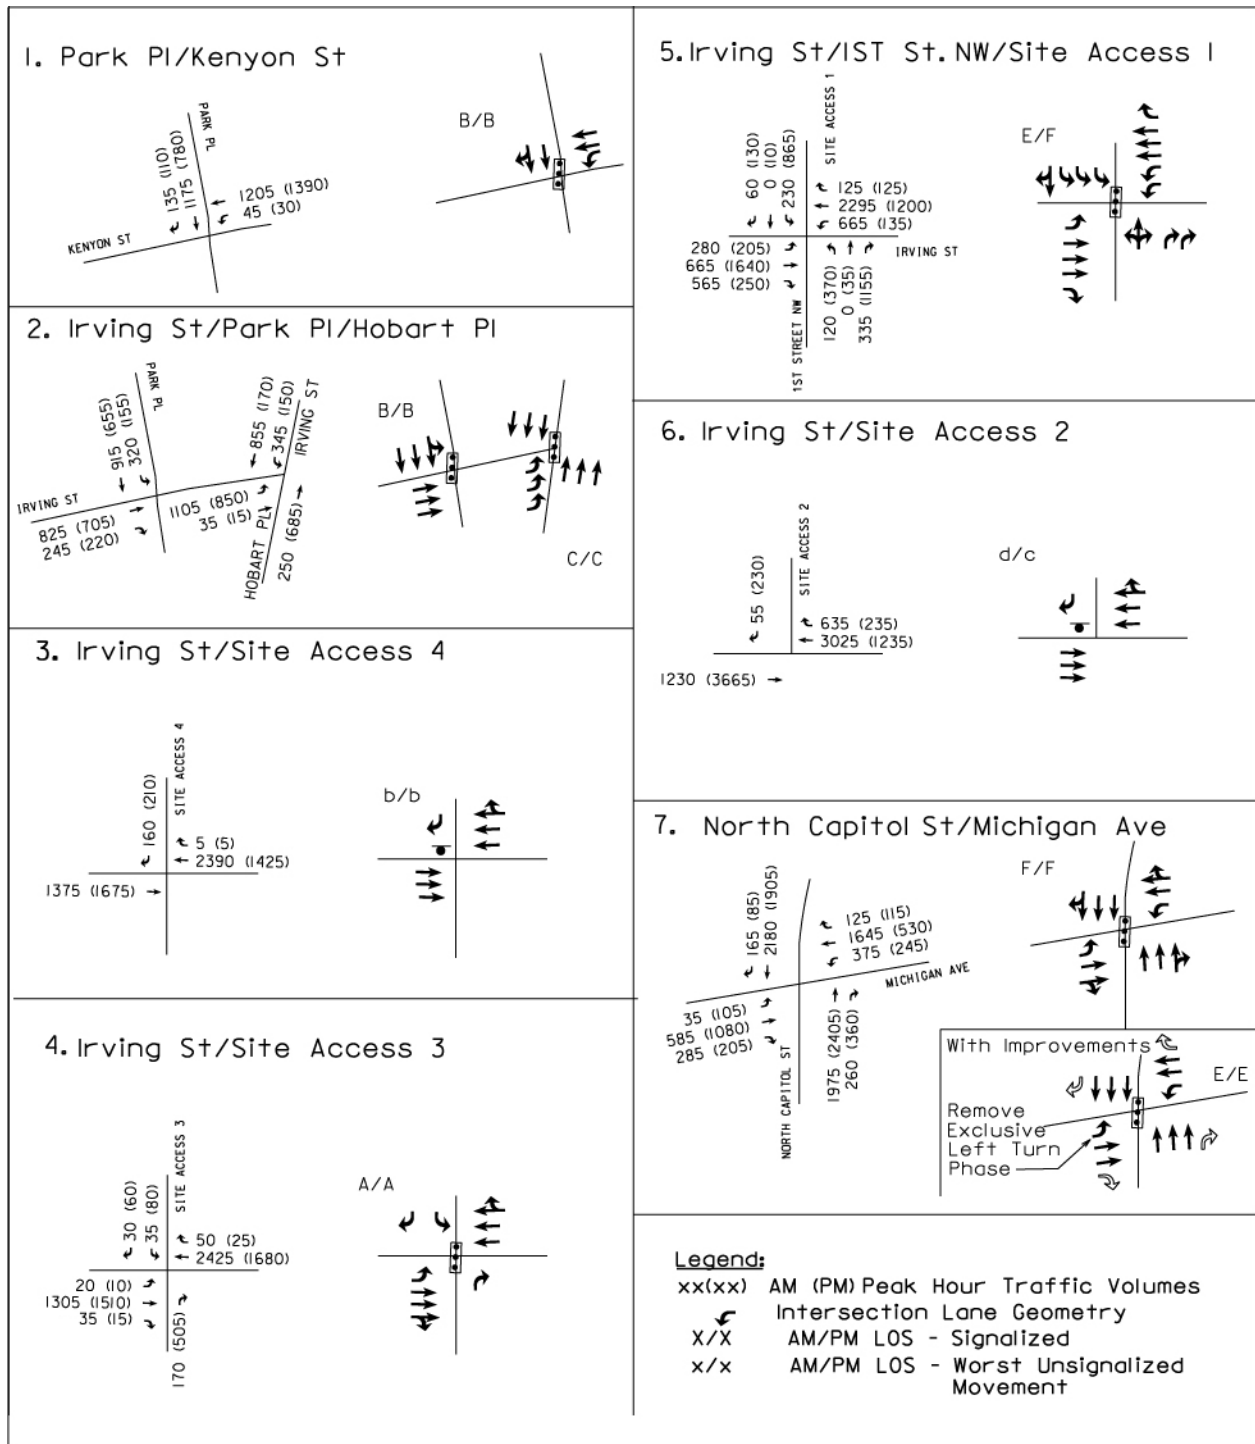 1. Park Pl/Kenyon St
PARK PL
135 (110)
1175 (780)
1205 (1390)
45 (30)
KENYON ST
B/B
2. Irving St/Park Pl/Hobart Pl
PARK PL
915 (655)
320 (155)
IRVING ST
825 (705)
245 (220)
1105 (850)
35 (15)
855 (170)
345 (150)
IRVING ST
HOBART PL
250 (685)
B/B
C/C
3. Irving St/Site Access 4
SITE ACCESS 4
160 (210)
5 (5)
2390 (1425)
1375 (1675)
b/b
4. Irving St/Site Access 3
SITE ACCESS 3
30 (60)
35 (80)
50 (25)
2425 (1680)
20 (10)
1305 (1510)
35 (15)
170 (505)
A/A
5. Irving St/1ST St. NW/Site Access 1
SITE ACCESS 1
60 (130)
0 (10)
230 (865)
125 (125)
2295 (1200)
665 (135)
280 (205)
665 (1640)
565 (250)
IRVING ST
1ST STREET NW
120 (370)
0 (35)
335 (1155)
E/F
6. Irving St/Site Access 2
SITE ACCESS 2
55 (230)
635 (235)
3025 (1235)
1230 (3665)
d/c
7. North Capitol St/Michigan Ave
165 (85)
2180 (1905)
125 (115)
1645 (530)
375 (245)
MICHIGAN AVE
35 (105)
585 (1080)
285 (205)
NORTH CAPITOL ST
1975 (2405)
260 (360)
F/F
With Improvements
E/E
Remove
Exclusive
Left Turn
Phase
Legend:
xx(xx) AM (PM) Peak Hour Traffic Volumes
Intersection Lane Geometry
X/X AM/PM LOS - Signalized
x/x AM/PM LOS - Worst Unsignalized
Movement